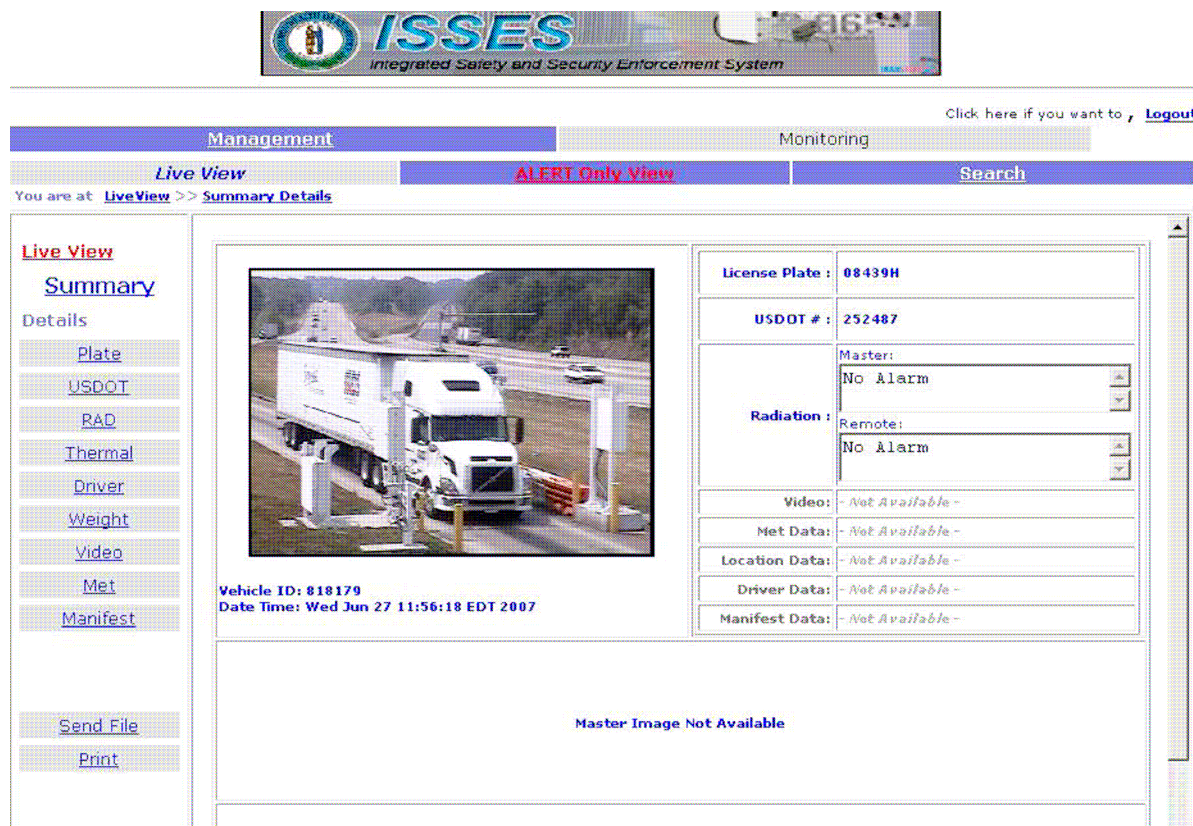 ISSES
Integrated Safety and Security Enforcement System
Click here if you want to , Logout
Management
Monitoring
Live View
ALERT Only View
Search
You are at LiveView >> Summary Details
Live View
Summary
Details
Plate
USDOT
RAD
Thermal
Driver
Weight
Video
Met
Manifest
Send File
Print
Vehicle ID: 818179
Date Time: Wed Jun 27 11:56:18 EDT 2007
License Plate : 08439H
USDOT # : 252487
Radiation :
Master:
No Alarm
Remote:
No Alarm
Video: - Not Available -
Met Data: - Not Available -
Location Data: - Not Available -
Driver Data: - Not Available -
Manifest Data: - Not Available -
Master Image Not Available